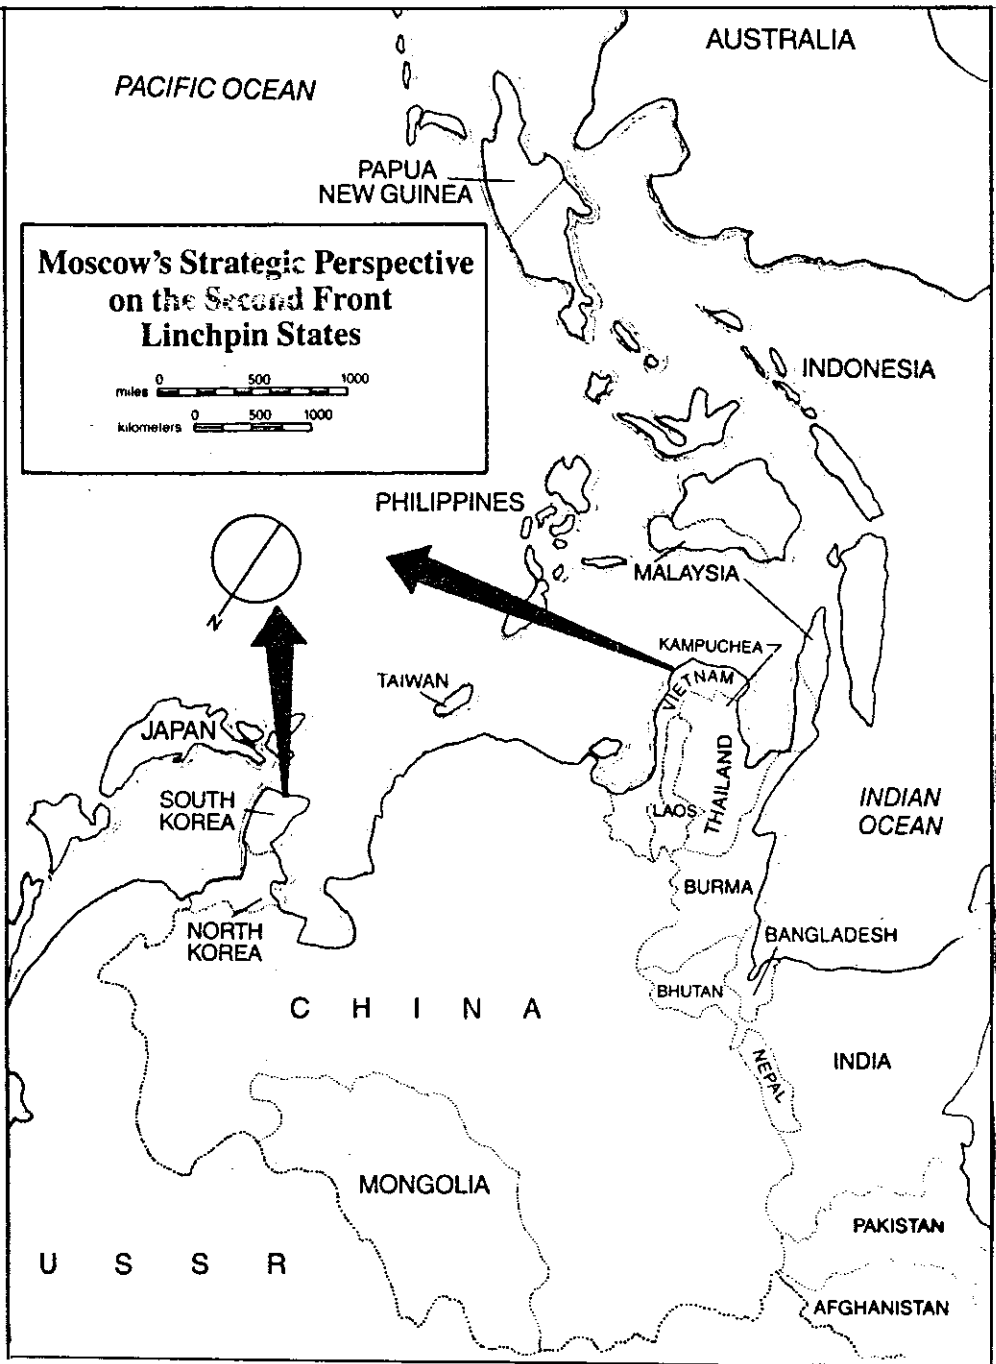 AUSTRALIA
PACIFIC OCEAN
PAPUA
NEW GUINEA
Moscow's Strategic Perspective
on the Second Front
Linchpin States
0 500 1000
miles
0 500 1000
kilometers
INDONESIA
PHILIPPINES
MALAYSIA
N
KAMPUCHEA
VIETNAM
TAIWAN
JAPAN
THAILAND
SOUTH
KOREA
LAOS
INDIAN
OCEAN
BURMA
NORTH
KOREA
BANGLADESH
BHUTAN
CHINA
NEPAL
INDIA
MONGOLIA
PAKISTAN
USSR
AFGHANISTAN